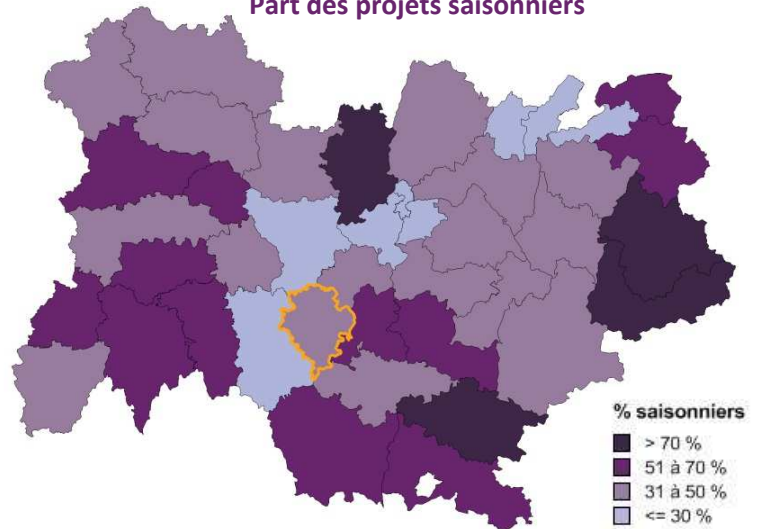 Part des projets saisonniers
% saisonniers
> 70 %
51 à 70 %
31 à 50 %
<= 30 %